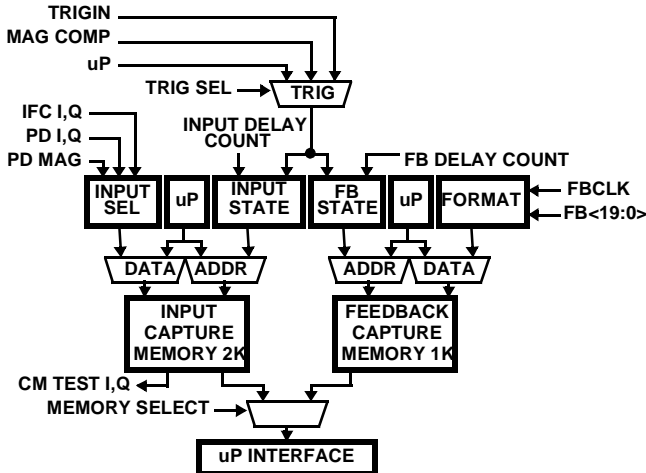 TRIGIN
MAG COMP
uP
TRIG SEL
TRIG
IFC I,Q
PD I,Q
PD MAG
INPUT DELAY
COUNT
FB DELAY COUNT
INPUT
SEL
uP
INPUT
STATE
FB
STATE
uP
FORMAT
FBCLK
FB<19:0>
DATA
ADDR
ADDR
DATA
INPUT
CAPTURE
MEMORY 2K
FEEDBACK
CAPTURE
MEMORY 1K
CM TEST I,Q
MEMORY SELECT
uP INTERFACE